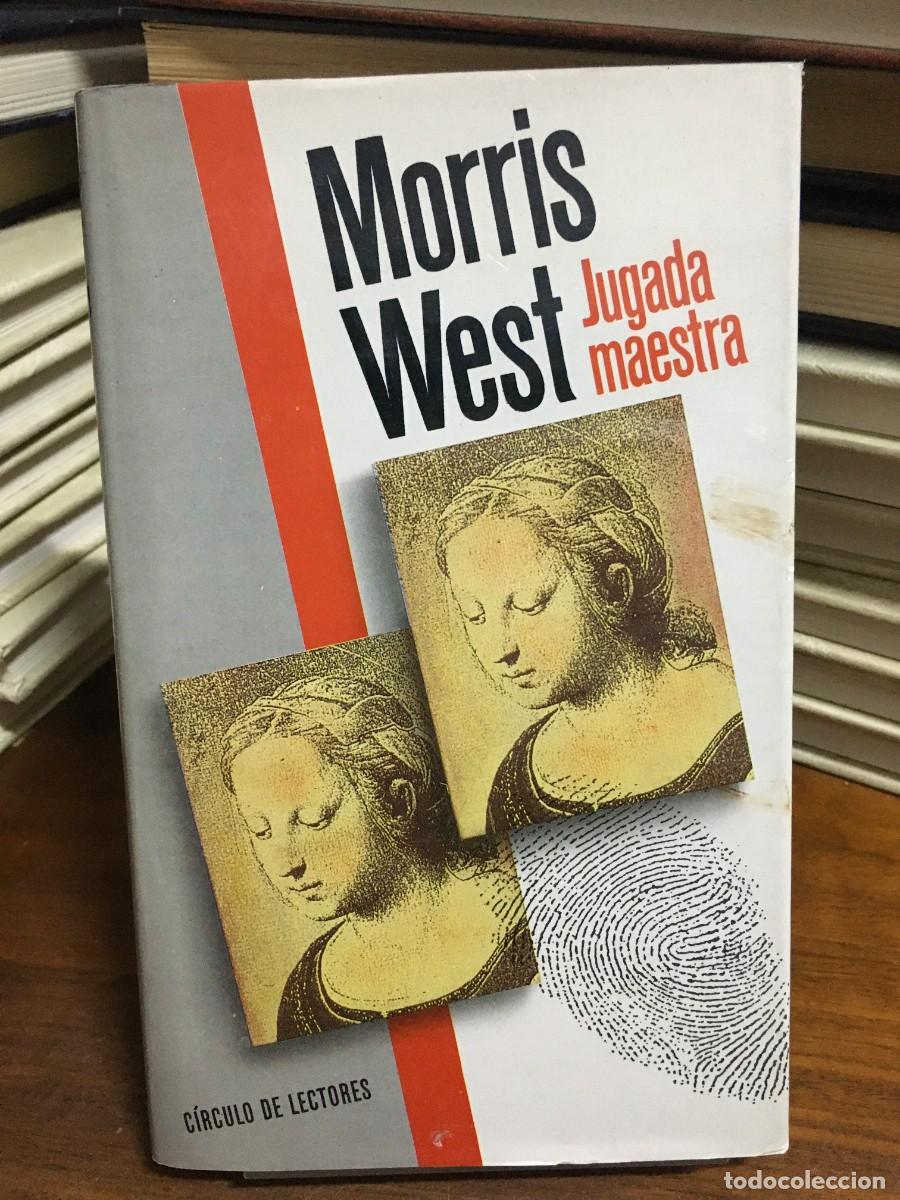 Morris
West
Jugada
maestra
CÍRCULO DE LECTORES
todocoleccion